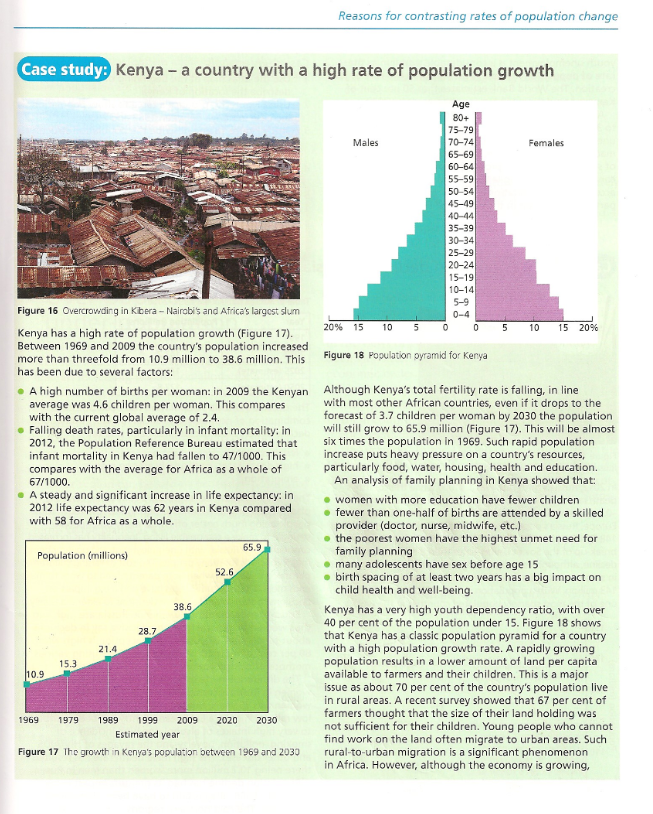 Reasons for contrasting rates of population change
Case study: Kenya – a country with a high rate of population growth
Figure 16 Overcrowding in Kibera – Nairobi's and Africa's largest slum
Kenya has a high rate of population growth (Figure 17).
Between 1969 and 2009 the country's population increased
more than threefold from 10.9 million to 38.6 million. This
has been due to several factors:
● A high number of births per woman: in 2009 the Kenyan
average was 4.6 children per woman. This compares
with the current global average of 2.4.
● Falling death rates, particularly in infant mortality: in
2012, the Population Reference Bureau estimated that
infant mortality in Kenya had fallen to 47/1000. This
compares with the average for Africa as a whole of
67/1000.
● A steady and significant increase in life expectancy: in
2012 life expectancy was 62 years in Kenya compared
with 58 for Africa as a whole.
Population (millions)
10.9
15.3
21.4
28.7
38.6
52.6
65.9
1969 1979 1989 1999 2009 2020 2030
Estimated year
Figure 17 The growth in Kenya's population between 1969 and 2030
Age
Males
Females
80+
75–79
70–74
65–69
60–64
55–59
50–54
45–49
40–44
35–39
30–34
25–29
20–24
15–19
10–14
5–9
0–4
20% 15 10 5 0 0 5 10 15 20%
Figure 18 Population pyramid for Kenya
Although Kenya's total fertility rate is falling, in line
with most other African countries, even if it drops to the
forecast of 3.7 children per woman by 2030 the population
will still grow to 65.9 million (Figure 17). This will be almost
six times the population in 1969. Such rapid population
increase puts heavy pressure on a country's resources,
particularly food, water, housing, health and education.
An analysis of family planning in Kenya showed that:
● women with more education have fewer children
● fewer than one-half of births are attended by a skilled
provider (doctor, nurse, midwife, etc.)
● the poorest women have the highest unmet need for
family planning
● many adolescents have sex before age 15
● birth spacing of at least two years has a big impact on
child health and well-being.
Kenya has a very high youth dependency ratio, with over
40 per cent of the population under 15. Figure 18 shows
that Kenya has a classic population pyramid for a country
with a high population growth rate. A rapidly growing
population results in a lower amount of land per capita
available to farmers and their children. This is a major
issue as about 70 per cent of the country's population live
in rural areas. A recent survey showed that 67 per cent of
farmers thought that the size of their land holding was
not sufficient for their children. Young people who cannot
find work on the land often migrate to urban areas. Such
rural-to-urban migration is a significant phenomenon
in Africa. However, although the economy is growing,